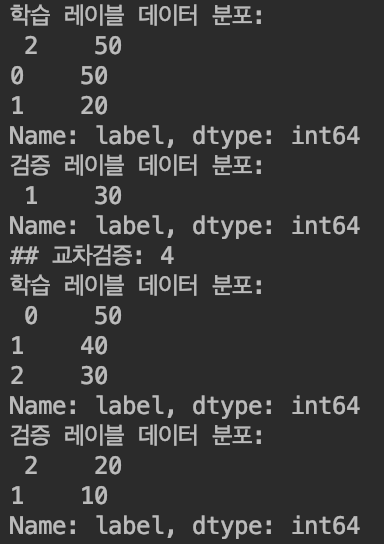 학습 레이블 데이터 분포:
 2    50
0    50
1    20
Name: label, dtype: int64
검증 레이블 데이터 분포:
 1    30
Name: label, dtype: int64
## 교차검증: 4
학습 레이블 데이터 분포:
 0    50
1    40
2    30
Name: label, dtype: int64
검증 레이블 데이터 분포:
 2    20
1    10
Name: label, dtype: int64